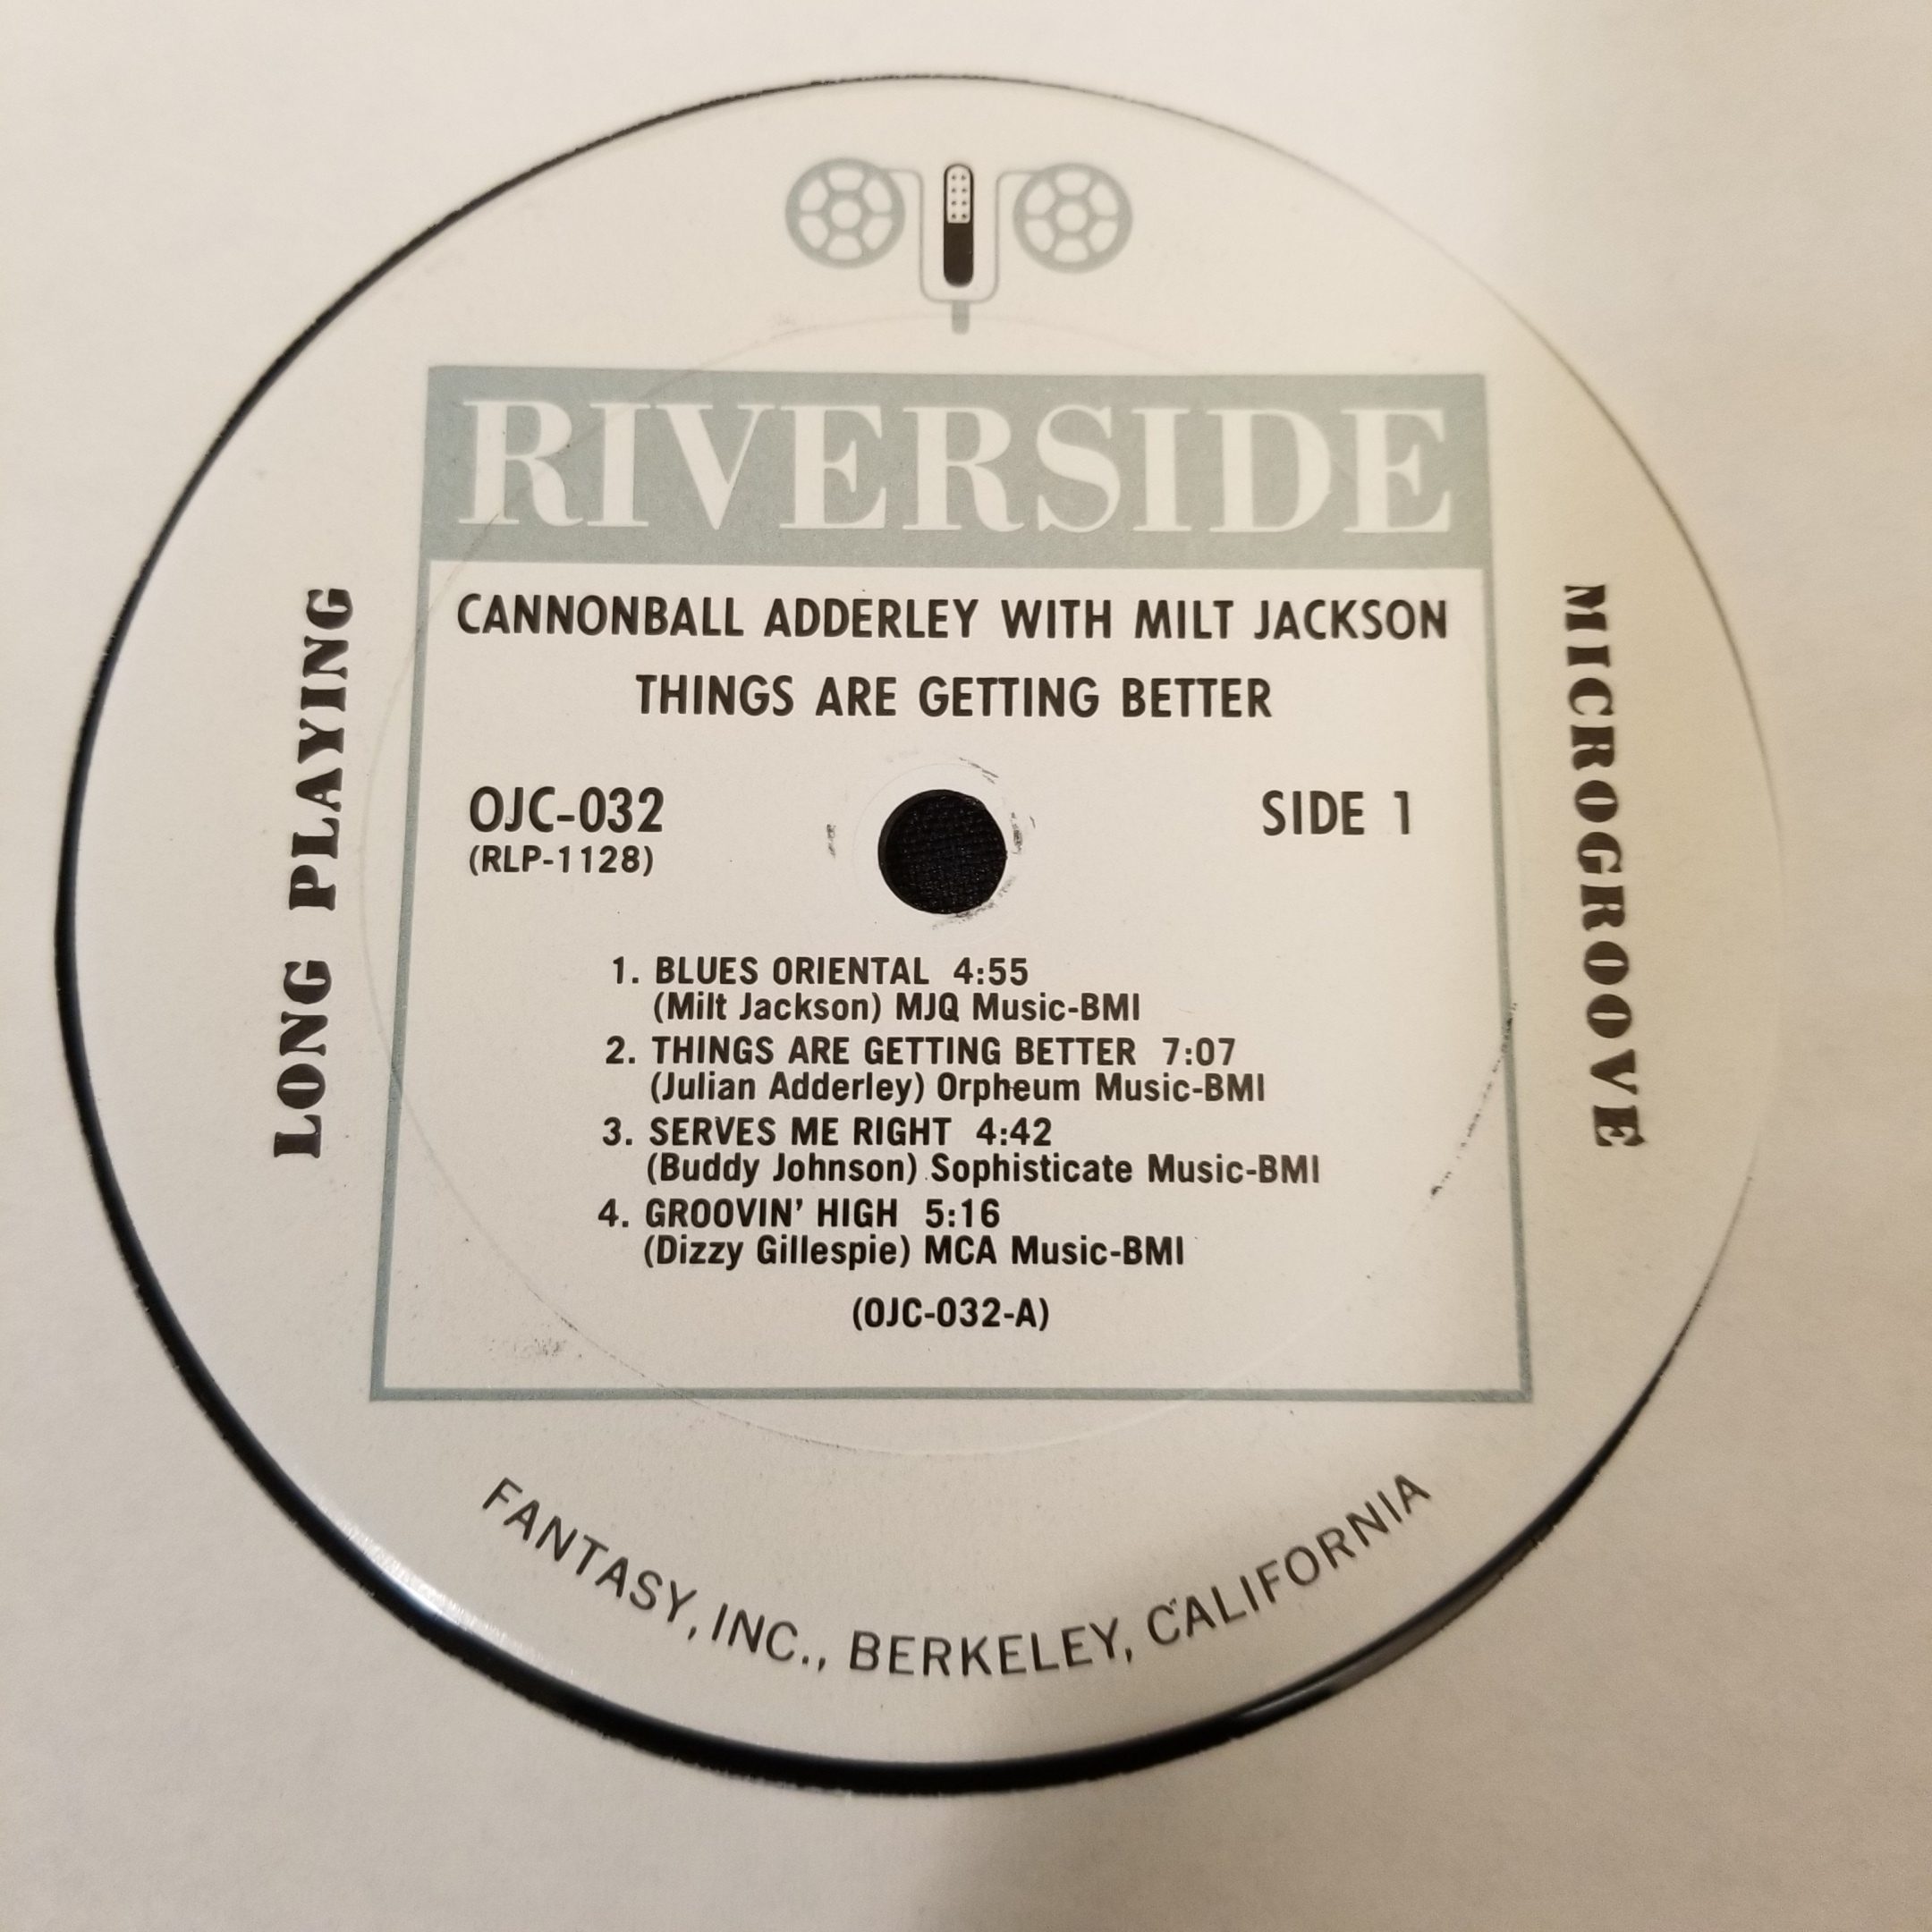 RIVERSIDE
CANNONBALL ADDERLEY WITH MILT JACKSON
THINGS ARE GETTING BETTER
OJC-032
(RLP-1128)
SIDE 1
LONG PLAYING
MICROGROOVE
1. BLUES ORIENTAL 4:55
(Milt Jackson) MJQ Music-BMI
2. THINGS ARE GETTING BETTER 7:07
(Julian Adderley) Orpheum Music-BMI
3. SERVES ME RIGHT 4:42
(Buddy Johnson) Sophisticate Music-BMI
4. GROOVIN' HIGH 5:16
(Dizzy Gillespie) MCA Music-BMI
(OJC-032-A)
FANTASY, INC., BERKELEY, CALIFORNIA